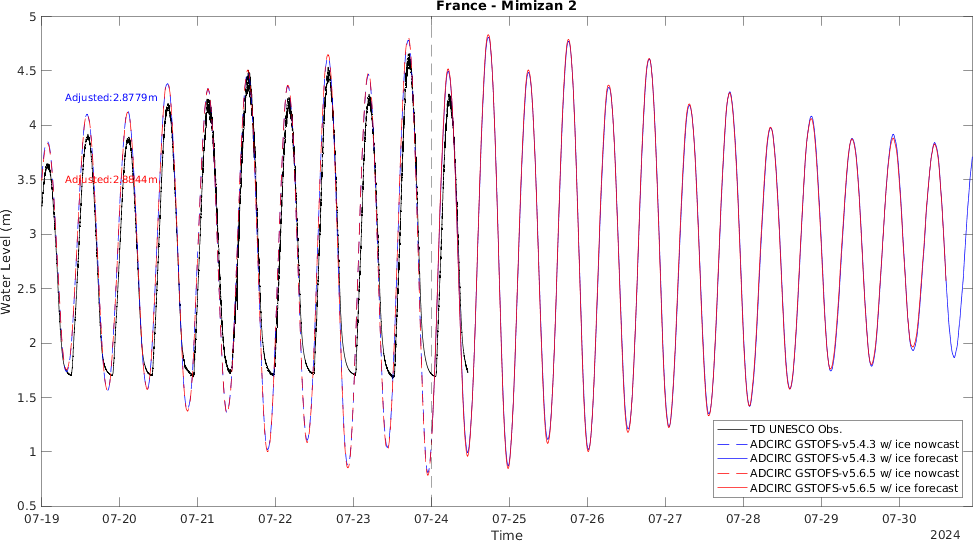 France - Mimizan 2
Water Level (m)
5
4.5
4
3.5
3
2.5
2
1.5
1
0.5
Adjusted:2.8779m
Adjusted:2.8844m
TD UNESCO Obs.
ADCIRC GSTOFS-v5.4.3 w/ ice nowcast
ADCIRC GSTOFS-v5.4.3 w/ ice forecast
ADCIRC GSTOFS-v5.6.5 w/ ice nowcast
ADCIRC GSTOFS-v5.6.5 w/ ice forecast
07-19 07-20 07-21 07-22 07-23 07-24 07-25 07-26 07-27 07-28 07-29 07-30
Time
2024